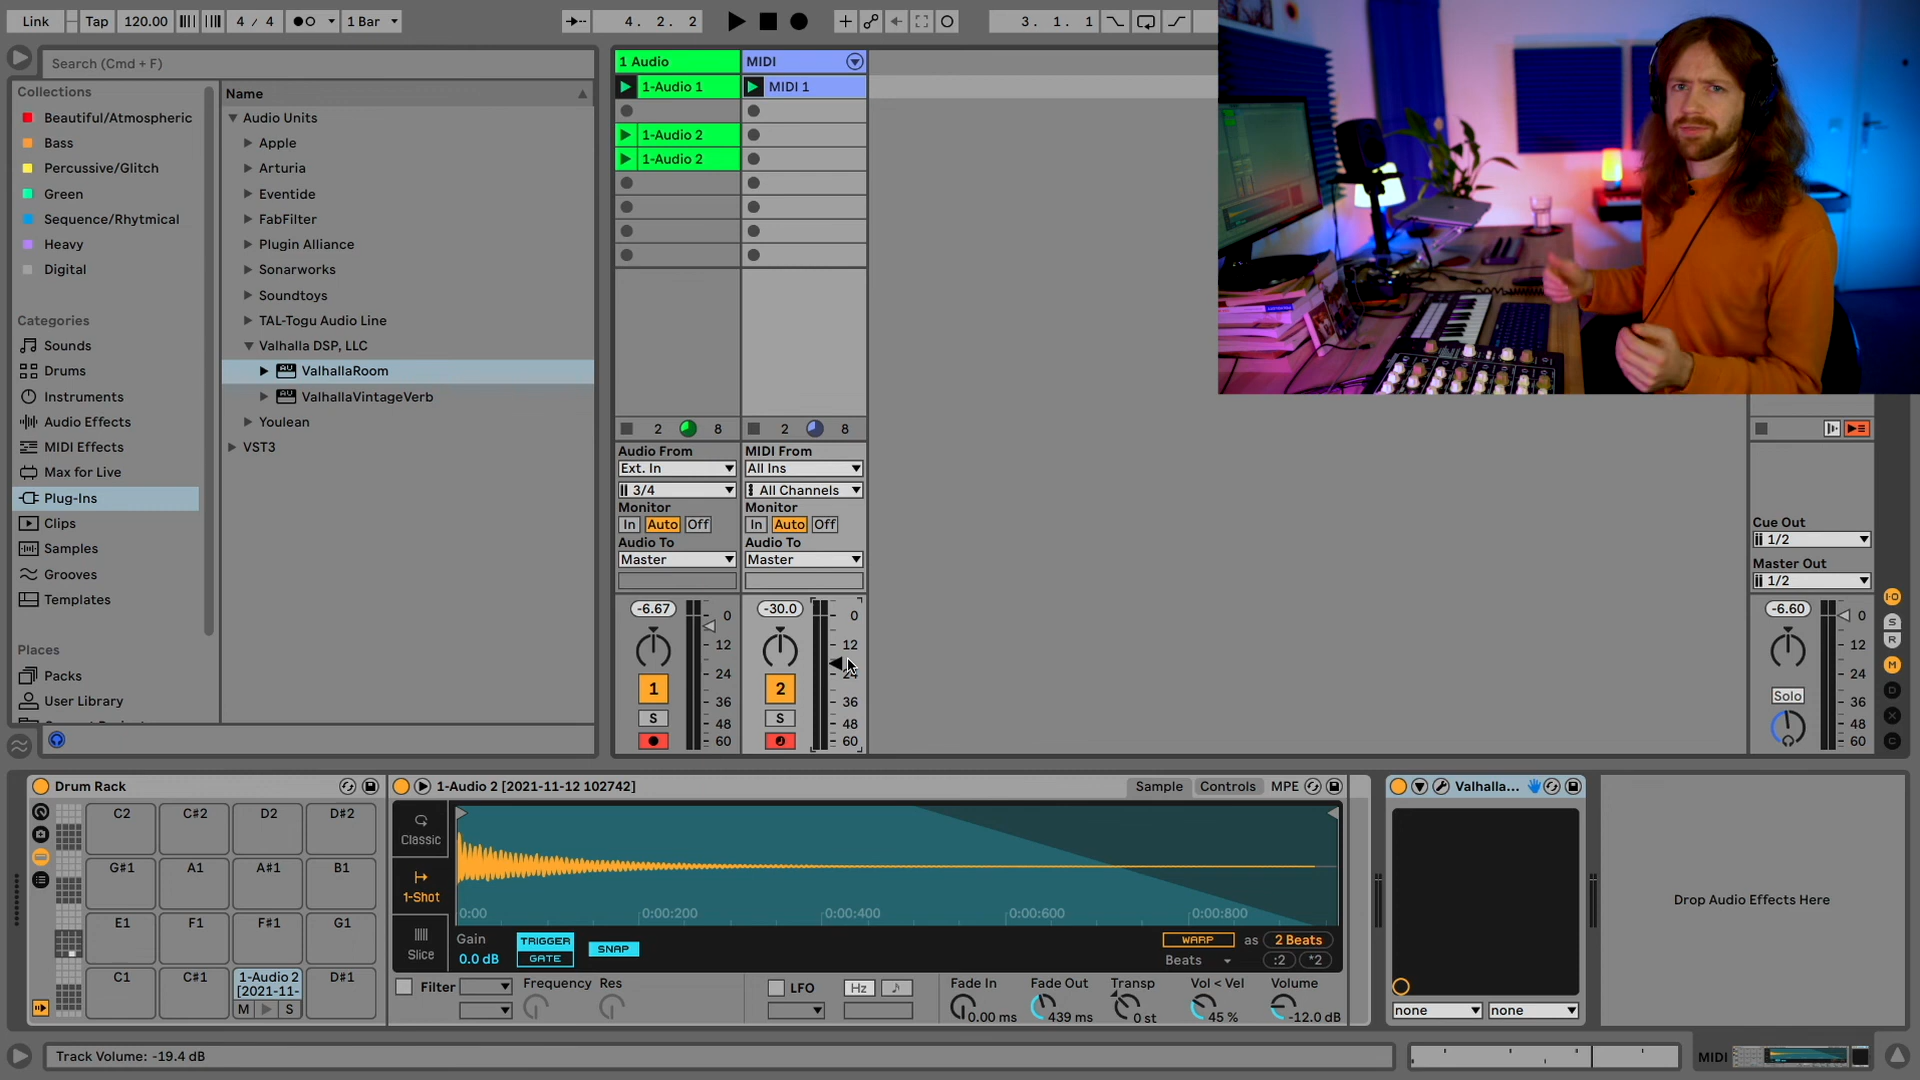 Link
Tap
120.00
4 / 4
1 Bar
4. 2. 2
3. 1. 1
Search (Cmd + F)
Collections
Beautiful/Atmospheric
Bass
Percussive/Glitch
Green
Sequence/Rhytmical
Heavy
Digital
Categories
Sounds
Drums
Instruments
Audio Effects
MIDI Effects
Max for Live
Plug-Ins
Clips
Samples
Grooves
Templates
Places
Packs
User Library
Name
Audio Units
Apple
Arturia
Eventide
FabFilter
Plugin Alliance
Sonarworks
Soundtoys
TAL-Togu Audio Line
Valhalla DSP, LLC
ValhallaRoom
ValhallaVintageVerb
Youlean
VST3
1 Audio
MIDI
1-Audio 1
MIDI 1
1-Audio 2
1-Audio 2
2 8
2 8
Audio From
MIDI From
Ext. In
All Ins
3/4
All Channels
Monitor
Monitor
In Auto Off
In Auto Off
Audio To
Audio To
Master
Master
-6.67
0
12
24
36
48
60
1
S
-30.0
0
12
24
36
48
60
2
S
Cue Out
1/2
Master Out
1/2
-6.60
0
12
24
36
48
60
Solo
I·O
S
R
M
D
X
C
Drum Rack
C2 C#2 D2 D#2
G#1 A1 A#1 B1
E1 F1 F#1 G1
C1 C#1 1-Audio 2 D#1
[2021-11-
M S
1-Audio 2 [2021-11-12 102742]
Sample
Controls
MPE
Classic
1-Shot
Slice
0:00 0:00:200 0:00:400 0:00:600 0:00:800
Gain
0.0 dB
TRIGGER
GATE
SNAP
WARP as 2 Beats
Beats :2 *2
Filter
Frequency
Res
LFO
Hz
Fade In
0.00 ms
Fade Out
439 ms
Transp
0 st
Vol < Vel
45 %
Volume
-12.0 dB
Valhalla...
none
none
Drop Audio Effects Here
Track Volume: -19.4 dB
MIDI